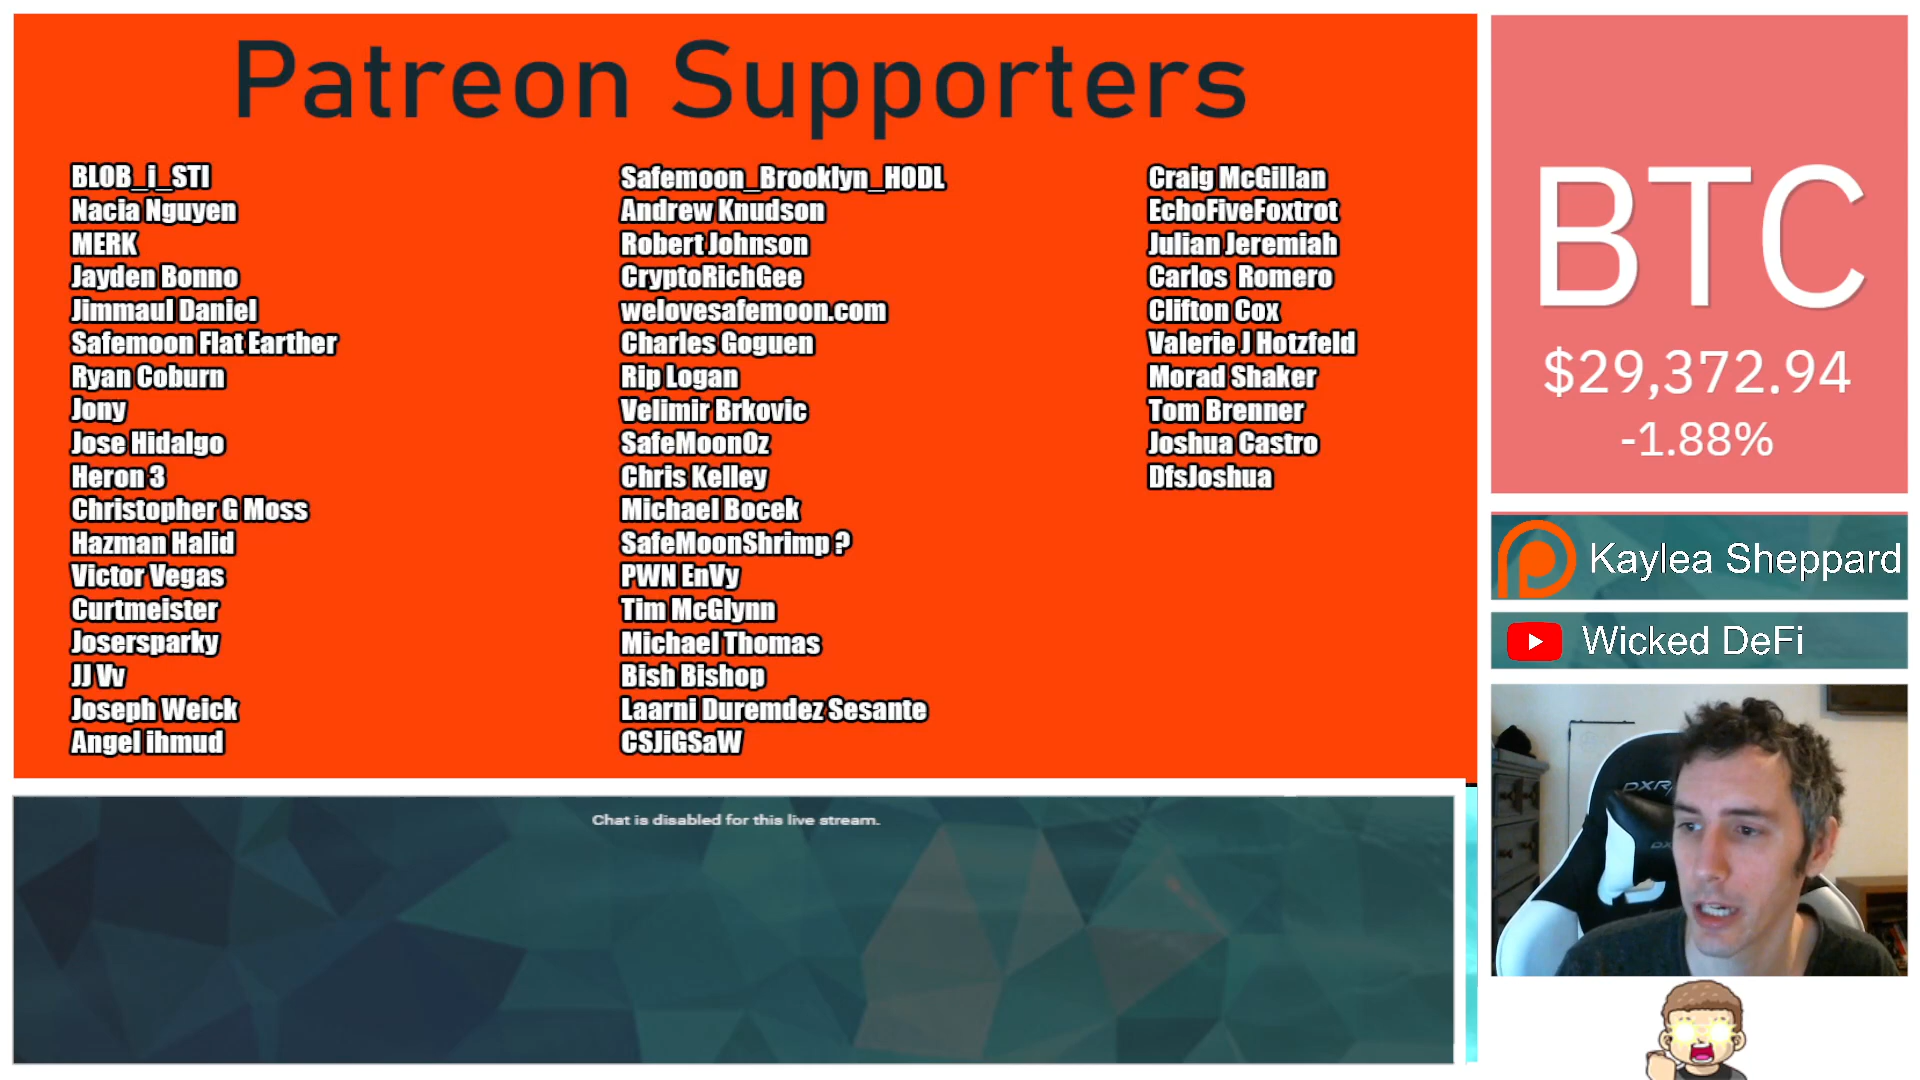 Patreon Supporters
BLOB_i_STI
Nacia Nguyen
MERK
Jayden Bonno
Jimmaul Daniel
Safemoon Flat Earther
Ryan Coburn
Jony
Jose Hidalgo
Heron 3
Christopher G Moss
Hazman Halid
Victor Vegas
Curtmeister
Josersparky
JJ Vv
Joseph Weick
Angel ihmud
Safemoon_Brooklyn_HODL
Andrew Knudson
Robert Johnson
CryptoRichGee
welovesafemoon.com
Charles Goguen
Rip Logan
Velimir Brkovic
SafeMoonOz
Chris Kelley
Michael Bocek
SafeMoonShrimp ?
PWN EnVy
Tim McGlynn
Michael Thomas
Bish Bishop
Laarni Duremdez Sesante
CSJiGSaW
Craig McGillan
EchoFiveFoxtrot
Julian Jeremiah
Carlos  Romero
Clifton Cox
Valerie J Hotzfeld
Morad Shaker
Tom Brenner
Joshua Castro
DfsJoshua
Chat is disabled for this live stream.
BTC
$29,372.94
-1.88%
Kaylea Sheppard
Wicked DeFi